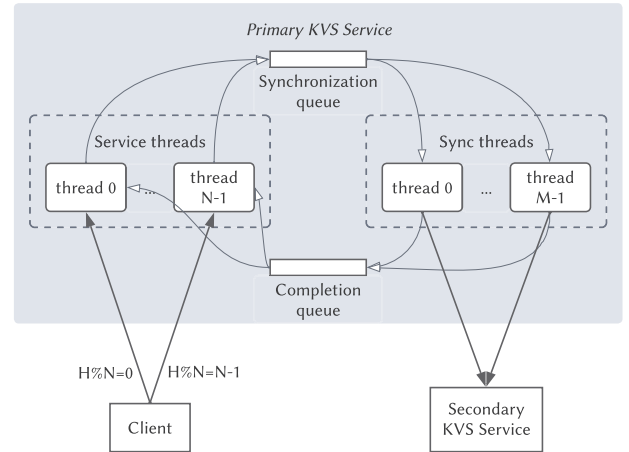 Primary KVS Service
Synchronization
queue
Service threads
Sync threads
thread 0
...
thread
N-1
thread 0
...
thread
M-1
Completion
queue
H%N=0
H%N=N-1
Client
Secondary
KVS Service